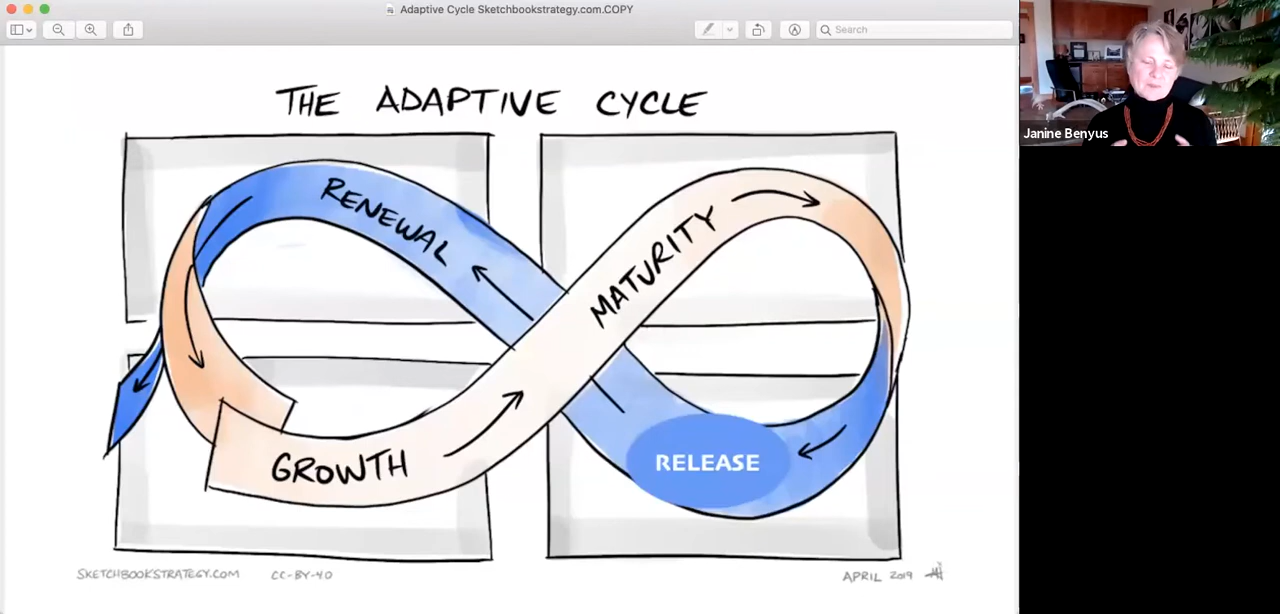 Adaptive Cycle Sketchbookstrategy.com.COPY
Search
Janine Benyus
THE ADAPTIVE CYCLE
RENEWAL
MATURITY
GROWTH
RELEASE
SKETCHBOOKSTRATEGY.COM CC-BY-40
APRIL 2019